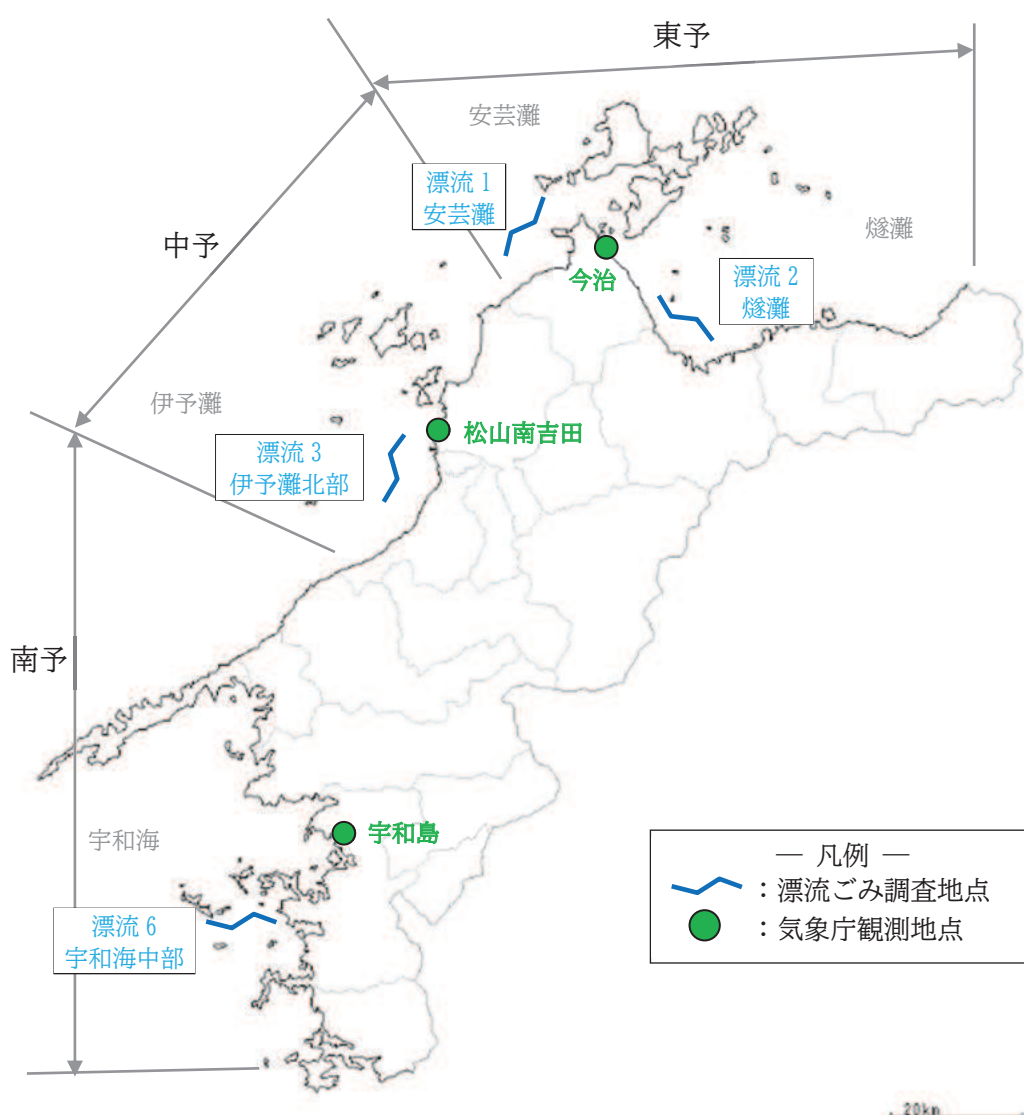 東予
安芸灘
漂流 1
安芸灘
中予
燧灘
今治
漂流 2
燧灘
伊予灘
松山南吉田
漂流 3
伊予灘北部
南予
宇和海
宇和島
漂流 6
宇和海中部
― 凡例 ―
：漂流ごみ調査地点
：気象庁観測地点
20km